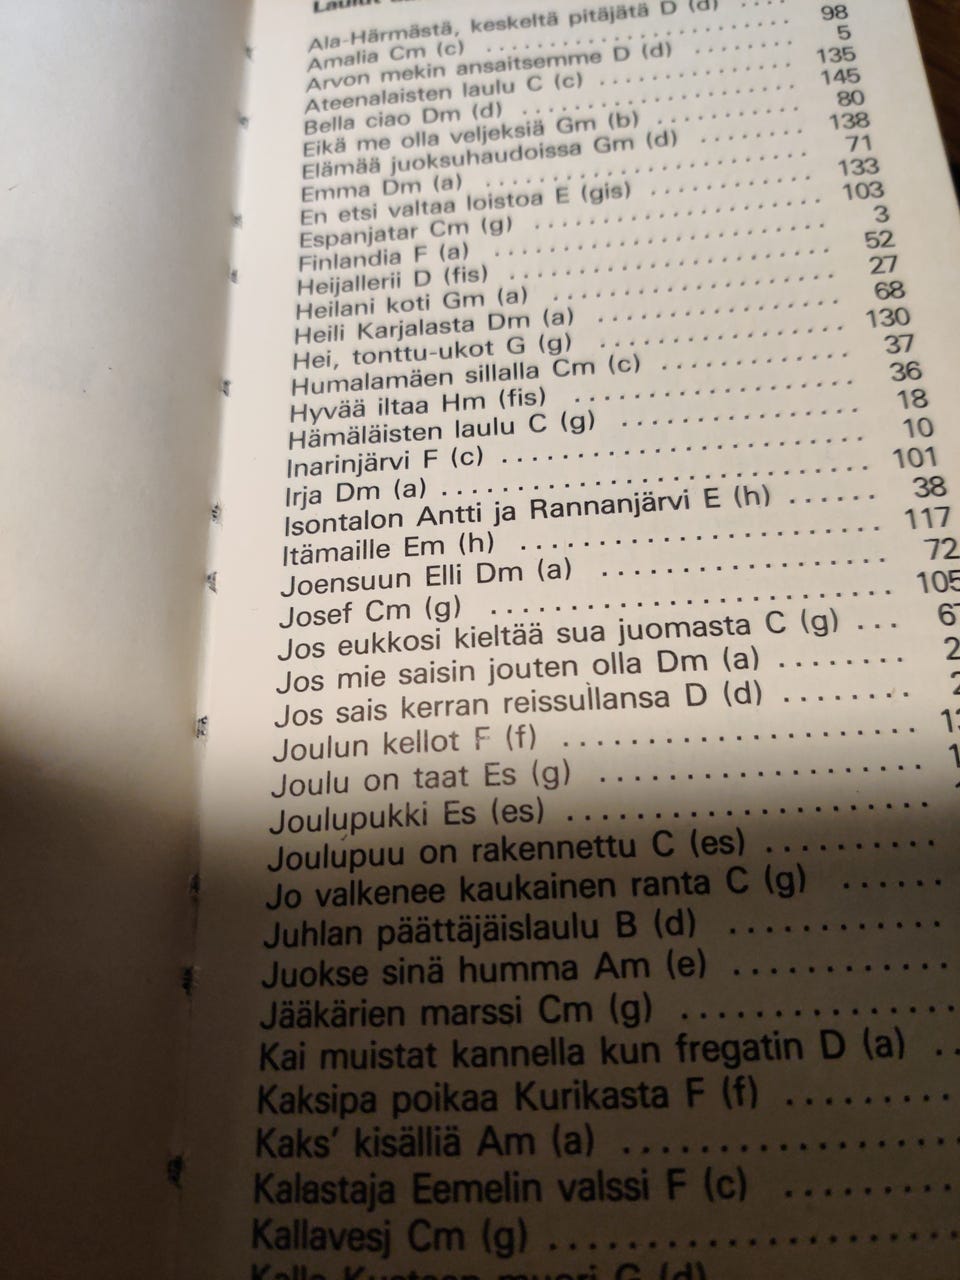 Ala-Härmästä, keskeltä pitäjätä D (d) ....
Amalia Cm (c) .................... 98
Arvon mekin ansaitsemme D (d) ........ 5
Ateenalaisten laulu C (c) ............. 135
Bella ciao Dm (d) .................... 145
Eikä me olla veljeksiä Gm (b) .......... 80
Elämää juoksuhaudoissa Gm (d) ........ 138
Emma Dm (a) ....................... 71
En etsi valtaa loistoa E (gis) ........... 133
Espanjatar Cm (g) ................... 103
Finlandia F (a) ...................... 3
Heijallerii D (fis) ..................... 52
Heilani koti Gm (a) .................. 27
Heili Karjalasta Dm (a) ............... 68
Hei, tonttu-ukot G (g) ............... 130
Humalamäen sillalla Cm (c) ........... 37
Hyvää iltaa Hm (fis) ................. 36
Hämäläisten laulu C (g) .............. 18
Inarinjärvi F (c) ..................... 10
Irja Dm (a) ......................... 101
Isontalon Antti ja Rannanjärvi E (h) ...... 38
Itämaille Em (h) ..................... 117
Joensuun Elli Dm (a) ................ 72
Josef Cm (g) ....................... 105
Jos eukkosi kieltää sua juomasta C (g) ...
Jos mie saisin jouten olla Dm (a) ........
Jos sais kerran reissullansa D (d) ........
Joulun kellot F (f) ....................
Joulu on taat Es (g) ..................
Joulupukki Es (es) ....................
Joulupuu on rakennettu C (es) ..........
Jo valkenee kaukainen ranta C (g) ......
Juhlan päättäjäislaulu B (d) ............
Juokse sinä humma Am (e) ............
Jääkärien marssi Cm (g) ...............
Kai muistat kannella kun fregatin D (a) ..
Kaksipa poikaa Kurikasta F (f) .........
Kaks' kisälliä Am (a) ..................
Kalastaja Eemelin valssi F (c) .........
Kallavesj Cm (g) .....................